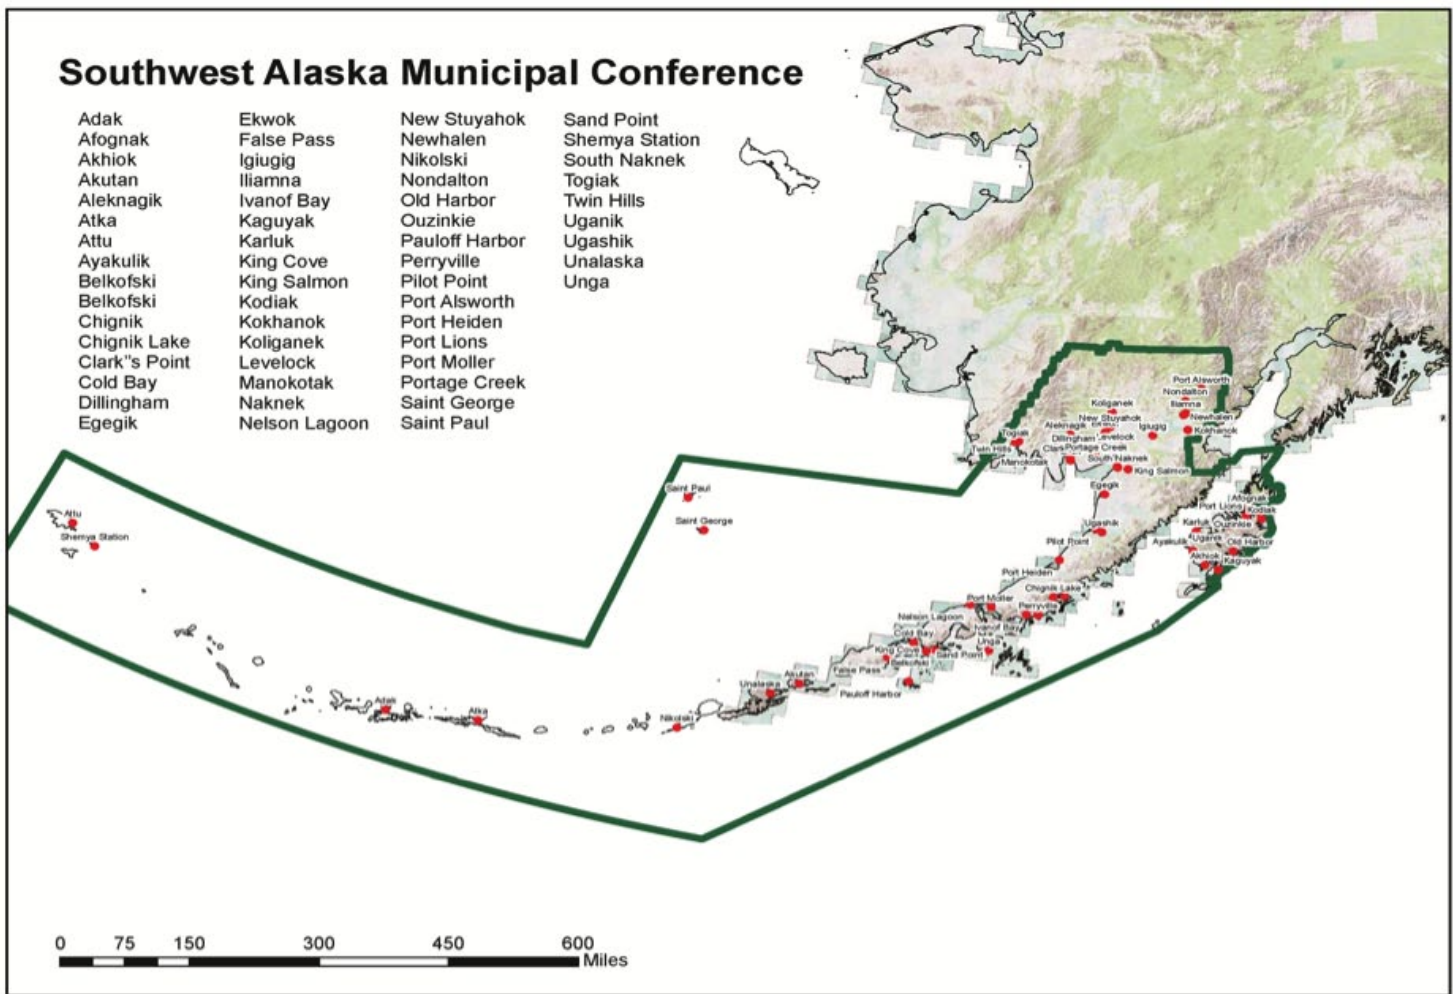 Southwest Alaska Municipal Conference
Adak
Afognak
Akhiok
Akutan
Aleknagik
Atka
Attu
Ayakulik
Belkofski
Belkofski
Chignik
Chignik Lake
Clark"s Point
Cold Bay
Dillingham
Egegik
Ekwok
False Pass
Igiugig
Iliamna
Ivanof Bay
Kaguyak
Karluk
King Cove
King Salmon
Kodiak
Kokhanok
Koliganek
Levelock
Manokotak
Naknek
Nelson Lagoon
New Stuyahok
Newhalen
Nikolski
Nondalton
Old Harbor
Ouzinkie
Pauloff Harbor
Perryville
Pilot Point
Port Alsworth
Port Heiden
Port Lions
Port Moller
Portage Creek
Saint George
Saint Paul
Sand Point
Shemya Station
South Naknek
Togiak
Twin Hills
Uganik
Ugashik
Unalaska
Unga
Port Alsworth
Nondalton
Iliamna
Koliganek
New Stuyahok
Newhalen
Aleknagik
Igiugig
Kokhanok
Togiak
Dillingham
Levelock
Twin Hills
Portage Creek
Manokotak
South Naknek
King Salmon
Egegik
Saint Paul
Afognak
Port Lions
Kodiak
Attu
Saint George
Ugashik
Karluk
Ouzinkie
Shemya Station
Pilot Point
Ayakulik
Uganik
Old Harbor
Akhiok
Kaguyak
Port Heiden
Chignik Lake
Port Moller
Perryville
Nelson Lagoon
Ivanof Bay
Cold Bay
Unga
King Cove
Sand Point
Belkofski
False Pass
Akutan
Unalaska
Pauloff Harbor
Adak
Atka
Nikolski
0 75 150 300 450 600
Miles